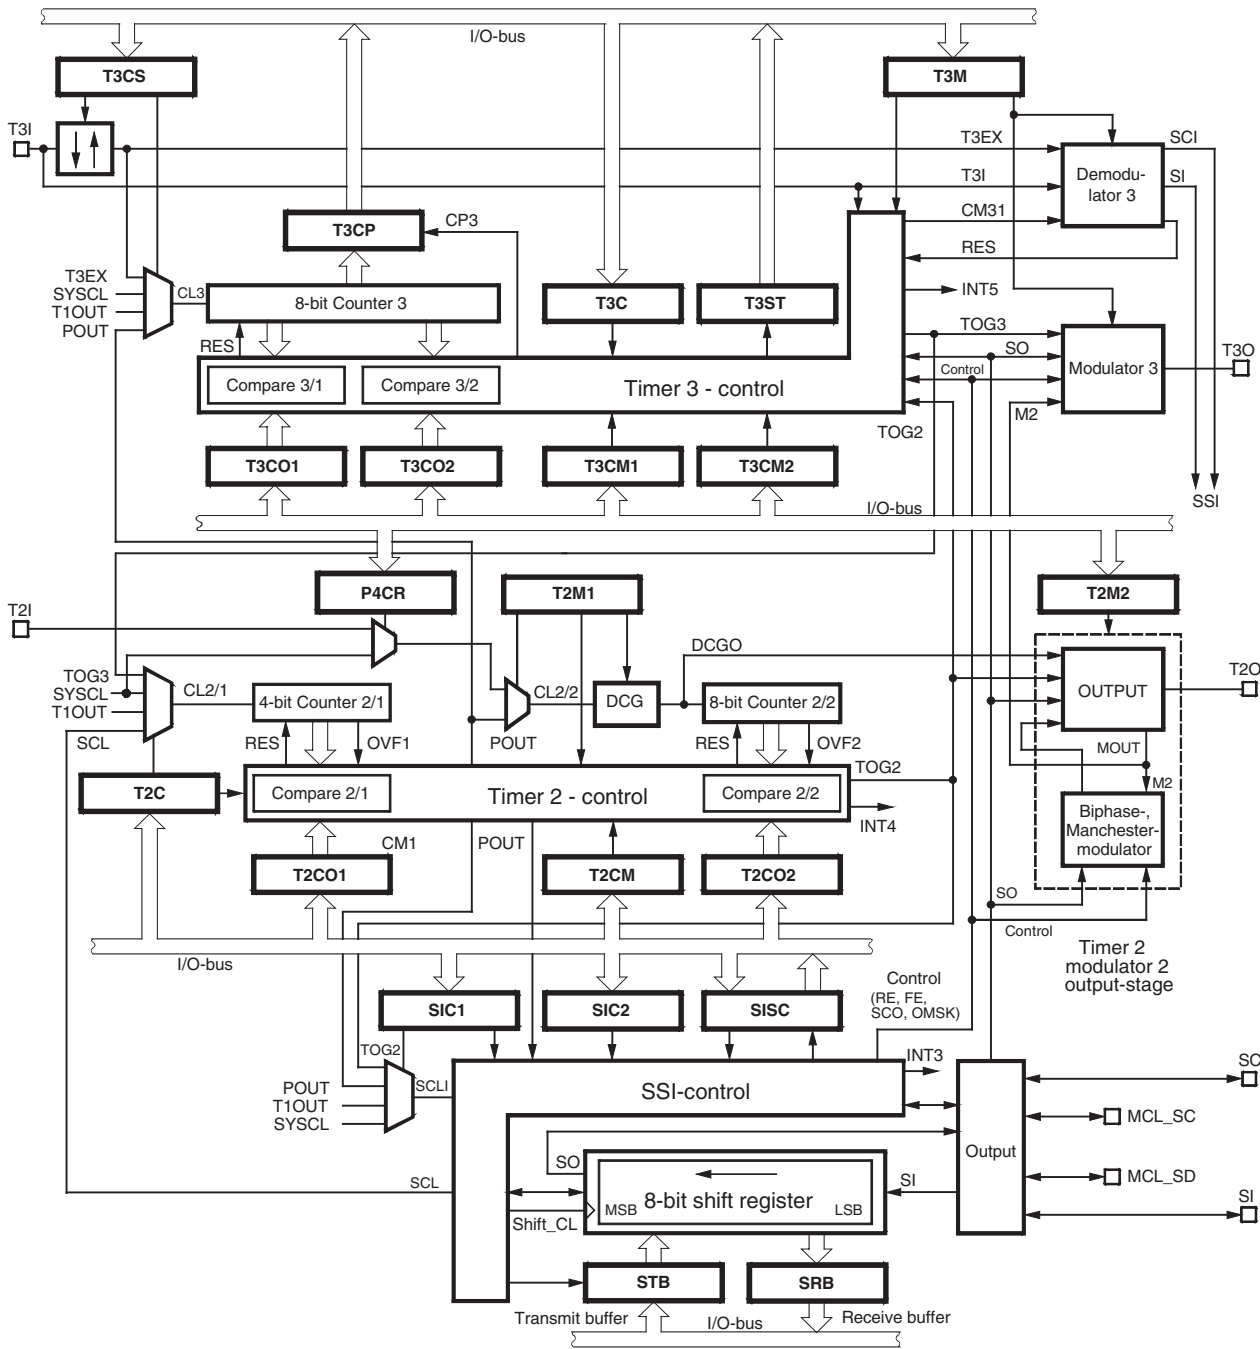 I/O-bus
T3CS
T3M
T3I
T3EX
SCI
T3I
SI
Demodu-
lator 3
CM31
T3CP
CP3
RES
T3EX
SYSCL
T1OUT
POUT
CL3
8-bit Counter 3
T3C
T3ST
INT5
RES
TOG3
SO
Control
M2
Modulator 3
T3O
Compare 3/1
Compare 3/2
Timer 3 - control
TOG2
T3CO1
T3CO2
T3CM1
T3CM2
SSI
I/O-bus
P4CR
T2M1
T2M2
T2I
DCGO
TOG3
SYSCL
T1OUT
SCL
CL2/1
4-bit Counter 2/1
CL2/2
DCG
8-bit Counter 2/2
OUTPUT
T2O
POUT
RES
OVF1
RES
OVF2
MOUT
TOG2
M2
T2C
Compare 2/1
Timer 2 - control
Compare 2/2
INT4
Biphase-,
Manchester-
modulator
CM1
POUT
T2CO1
T2CM
T2CO2
SO
Control
Timer 2
modulator 2
output-stage
I/O-bus
Control
(RE, FE,
SCO, OMSK)
SIC1
SIC2
SISC
TOG2
INT3
POUT
T1OUT
SYSCL
SCLI
SSI-control
SC
MCL_SC
Output
SO
SI
MCL_SD
SCL
8-bit shift register
MSB
LSB
Shift_CL
SI
STB
SRB
Transmit buffer
I/O-bus
Receive buffer